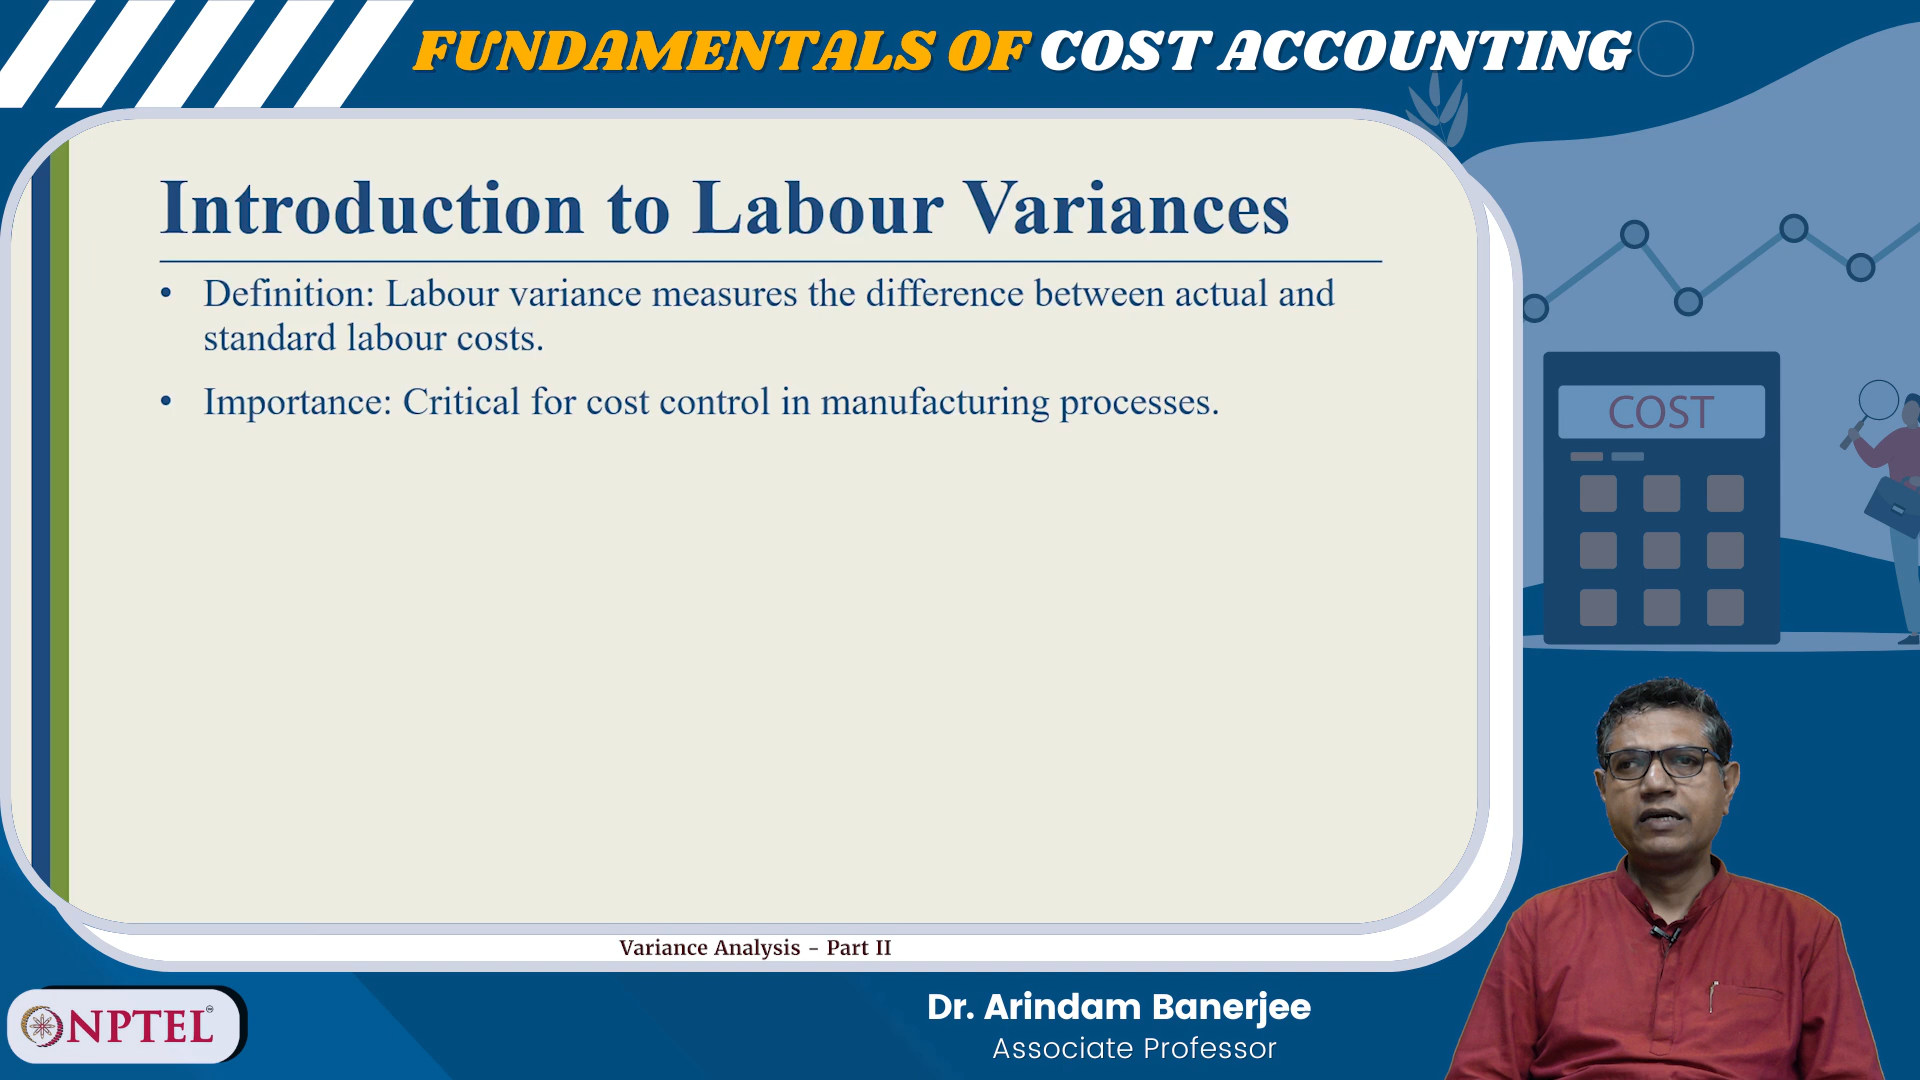 FUNDAMENTALS OF COST ACCOUNTING
Introduction to Labour Variances
• Definition: Labour variance measures the difference between actual and
standard labour costs.
• Importance: Critical for cost control in manufacturing processes.
COST
Variance Analysis - Part II
NPTEL
Dr. Arindam Banerjee
Associate Professor